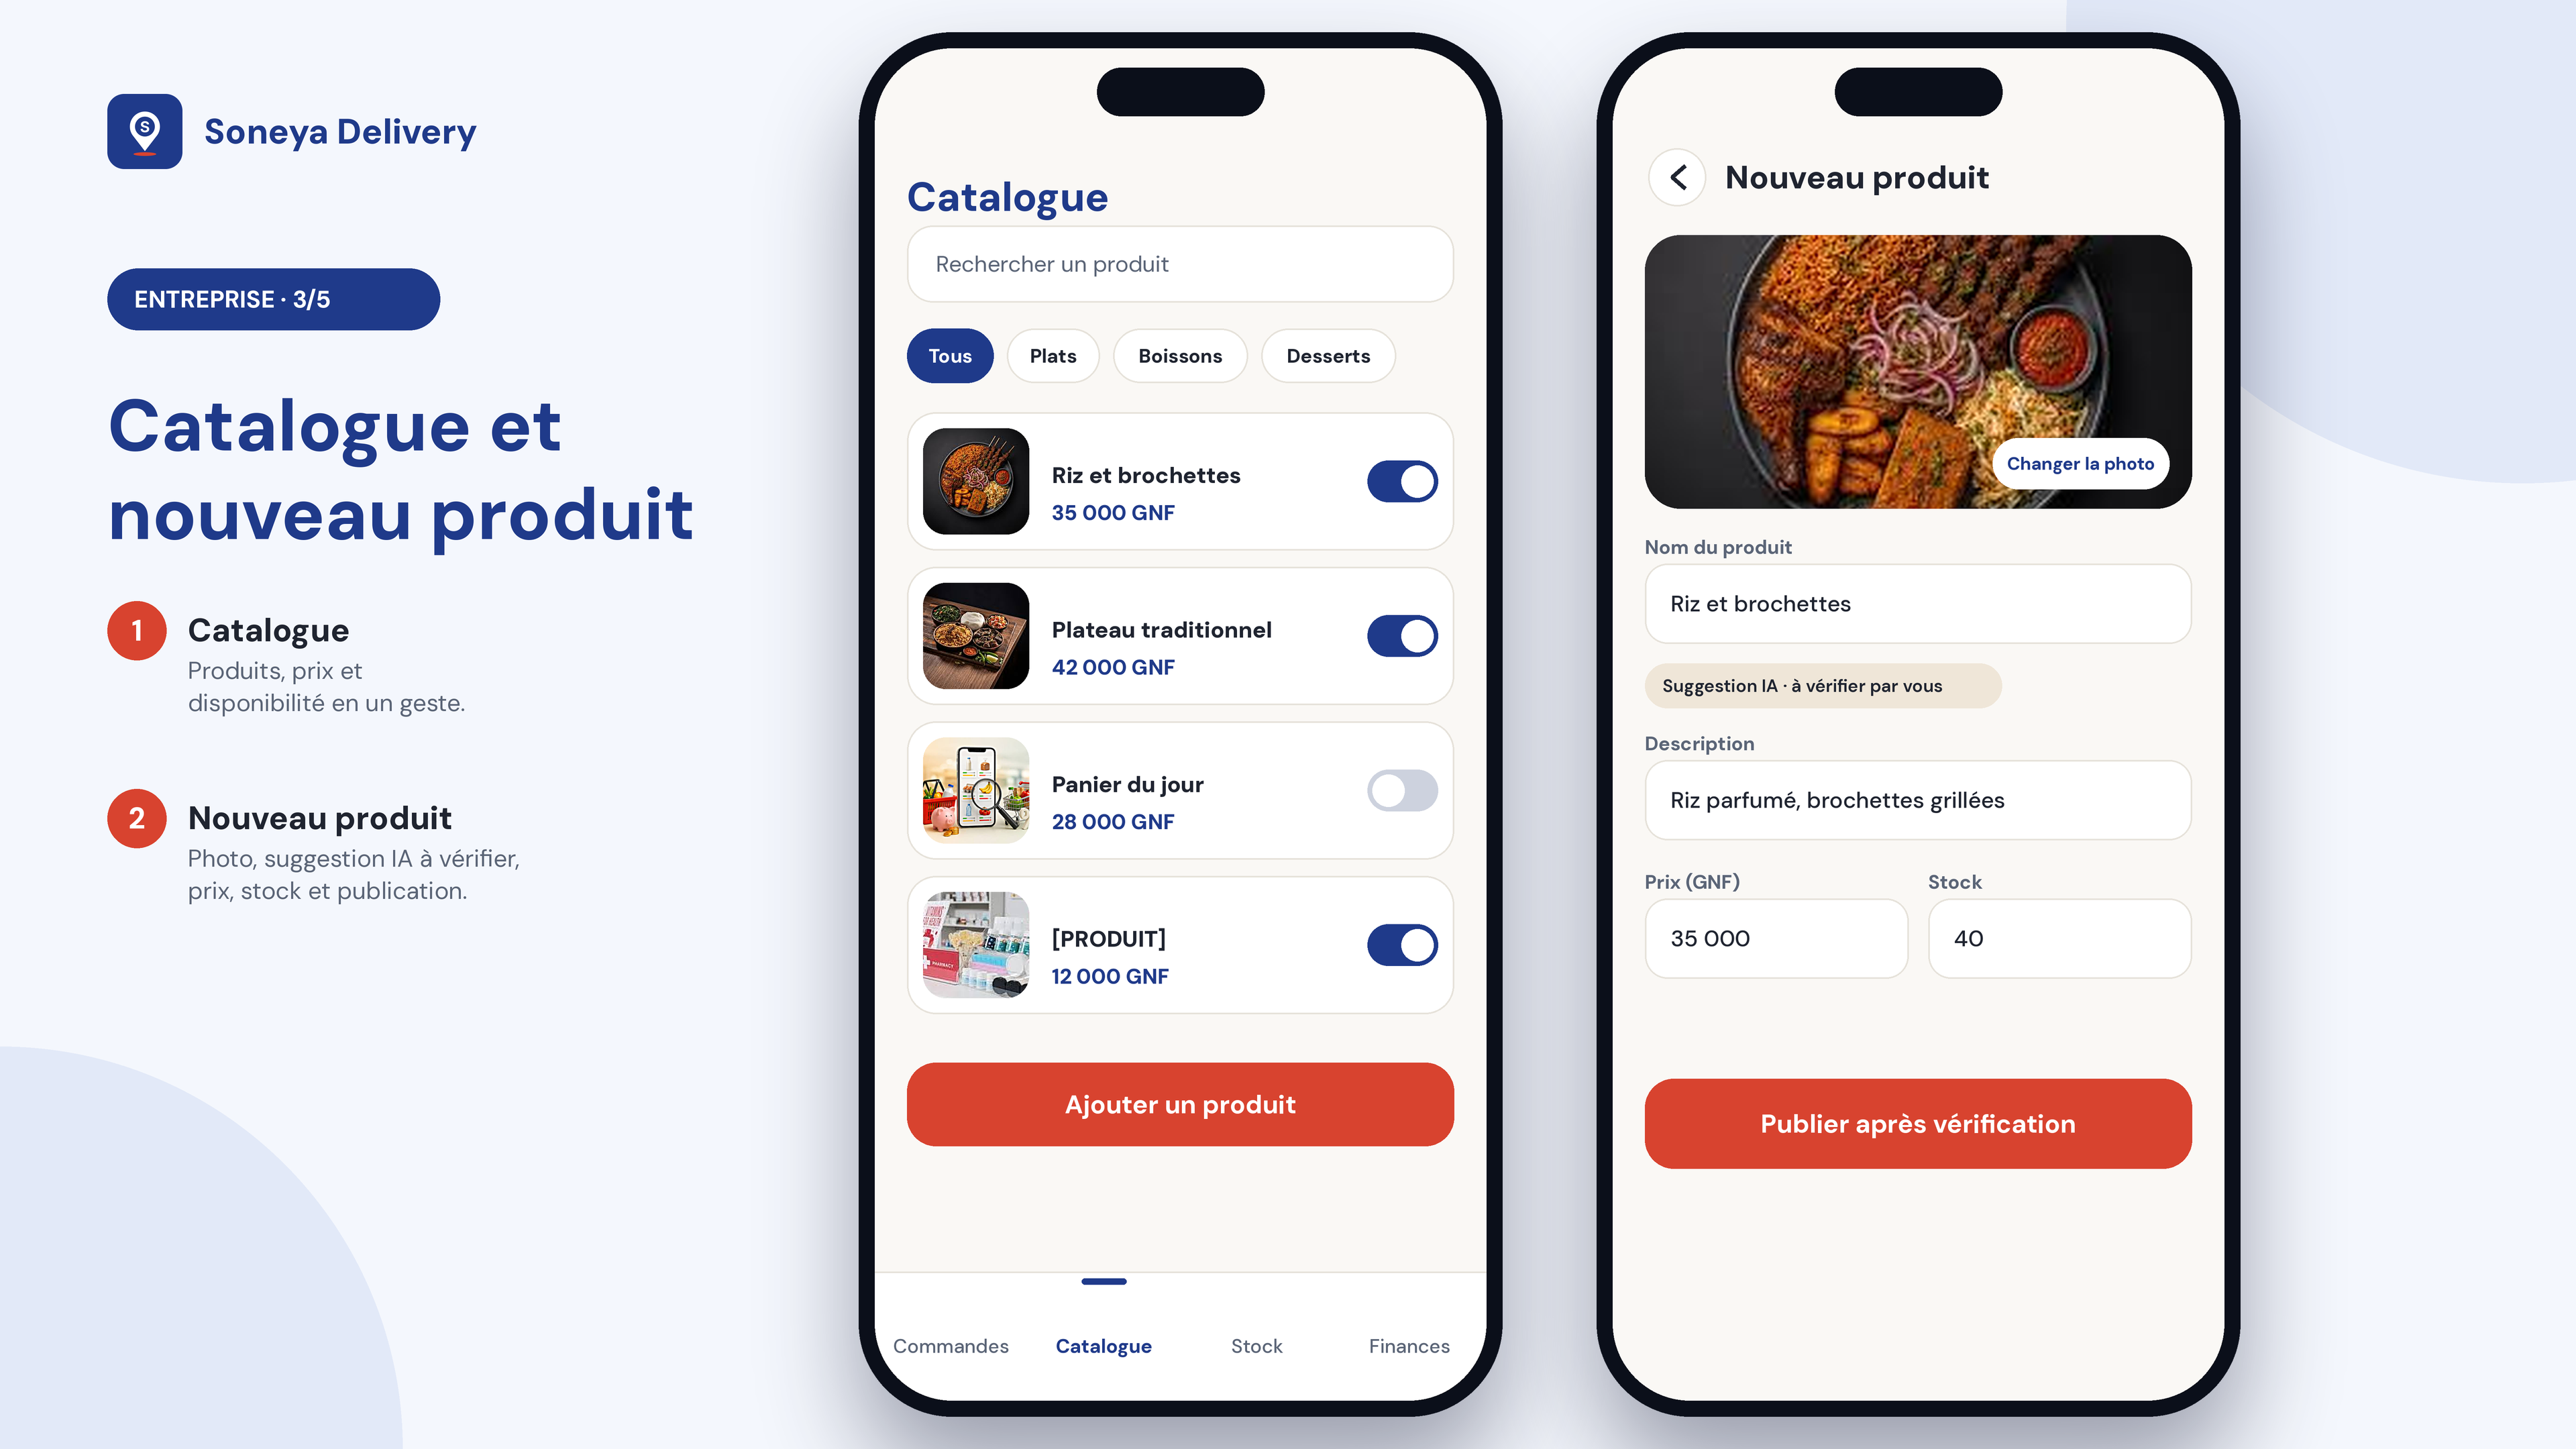 S
Soneya Delivery
ENTREPRISE · 3/5
Catalogue et
nouveau produit
1
Catalogue
Produits, prix et
disponibilité en un geste.
2
Nouveau produit
Photo, suggestion IA à vérifier,
prix, stock et publication.
Catalogue
Rechercher un produit
Tous
Plats
Boissons
Desserts
Riz et brochettes
35 000 GNF
Plateau traditionnel
42 000 GNF
Panier du jour
28 000 GNF
PHARMACY
[PRODUIT]
12 000 GNF
Ajouter un produit
Commandes
Catalogue
Stock
Finances
Nouveau produit
Changer la photo
Nom du produit
Riz et brochettes
Suggestion IA · à vérifier par vous
Description
Riz parfumé, brochettes grillées
Prix (GNF)
Stock
35 000
40
Publier après vérification